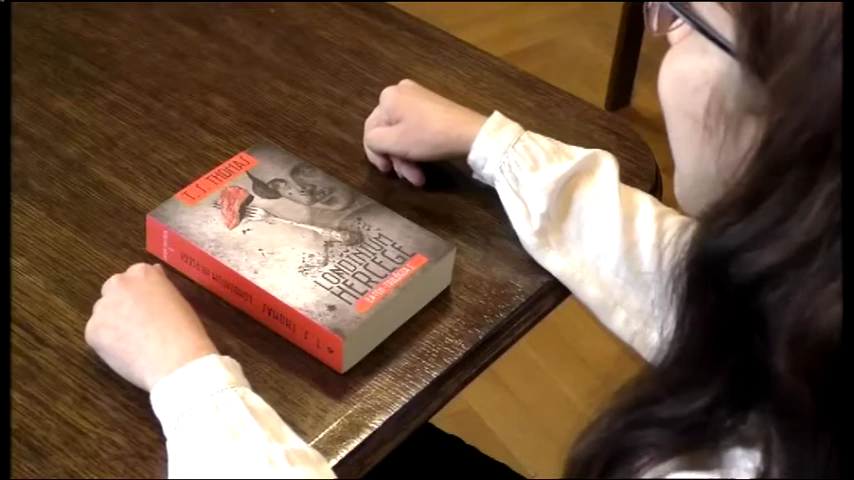 T. S. THOMAS
LONDINIUM
HERCEGE
T. S. THOMAS
LONDINIUM HERCEGE